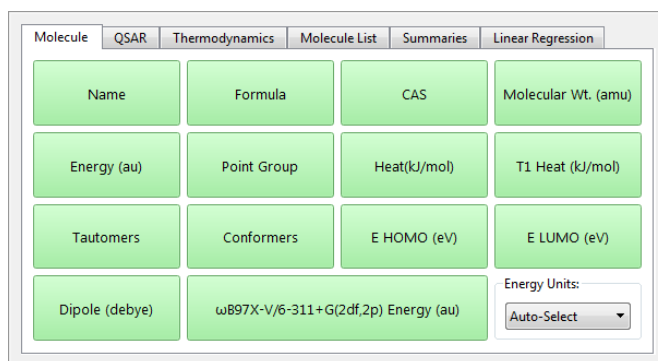 Molecule QSAR Thermodynamics Molecule List Summaries Linear Regression
Name Formula CAS Molecular Wt. (amu)
Energy (au) Point Group Heat(kJ/mol) T1 Heat (kJ/mol)
Tautomers Conformers E HOMO (eV) E LUMO (eV)
Energy Units:
Dipole (debye) ωB97X-V/6-311+G(2df,2p) Energy (au) Auto-Select